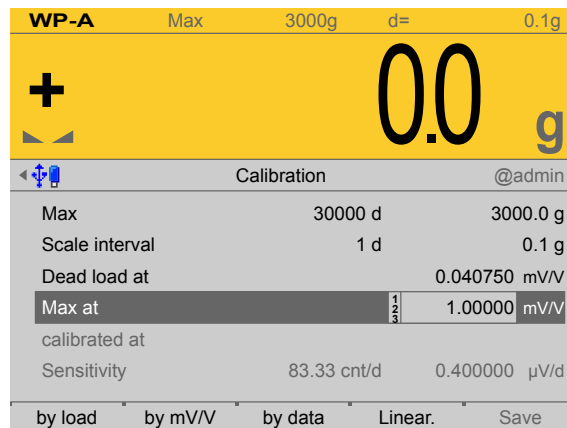 WP-A Max 3000g d= 0.1g
+ 0.0 g
Calibration @admin
Max 30000 d 3000.0 g
Scale interval 1 d 0.1 g
Dead load at 0.040750 mV/V
Max at 123 1.00000 mV/V
calibrated at
Sensitivity 83.33 cnt/d 0.400000 µV/d
by load by mV/V by data Linear. Save